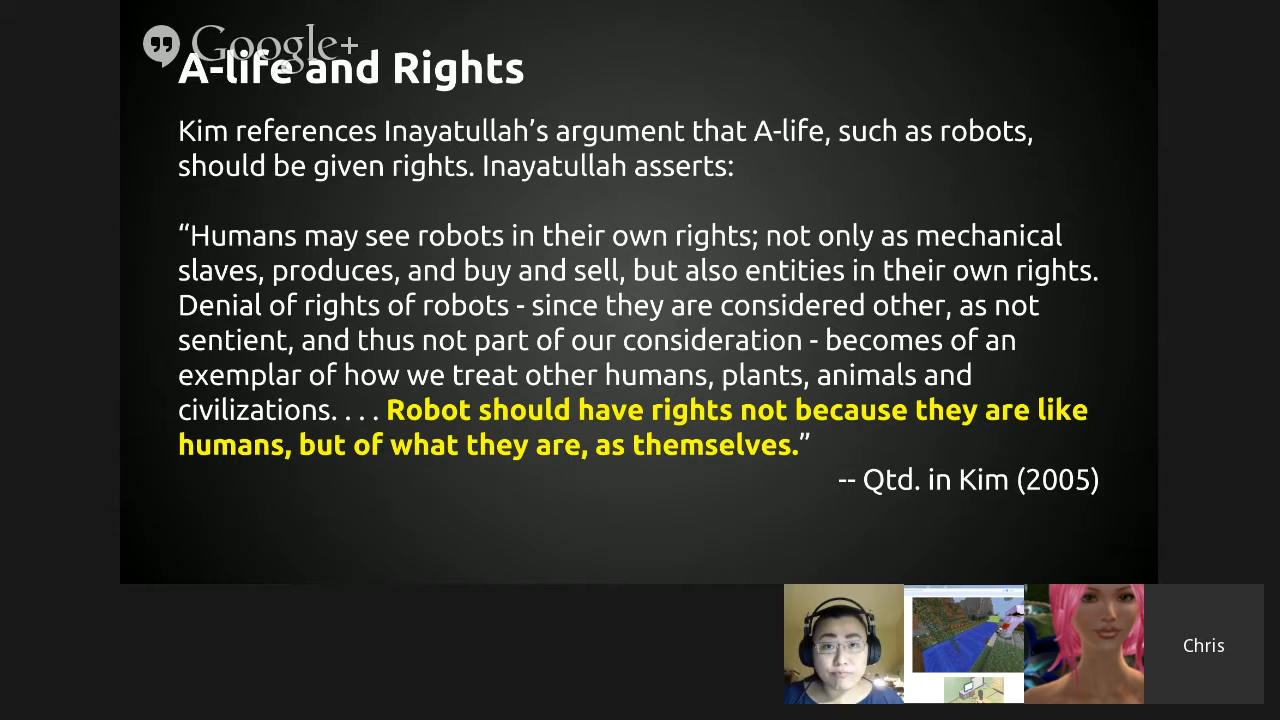 Google+
A-life and Rights
Kim references Inayatullah’s argument that A-life, such as robots,
should be given rights. Inayatullah asserts:
“Humans may see robots in their own rights; not only as mechanical
slaves, produces, and buy and sell, but also entities in their own rights.
Denial of rights of robots - since they are considered other, as not
sentient, and thus not part of our consideration - becomes of an
exemplar of how we treat other humans, plants, animals and
civilizations. . . . Robot should have rights not because they are like
humans, but of what they are, as themselves.”
-- Qtd. in Kim (2005)
Chris